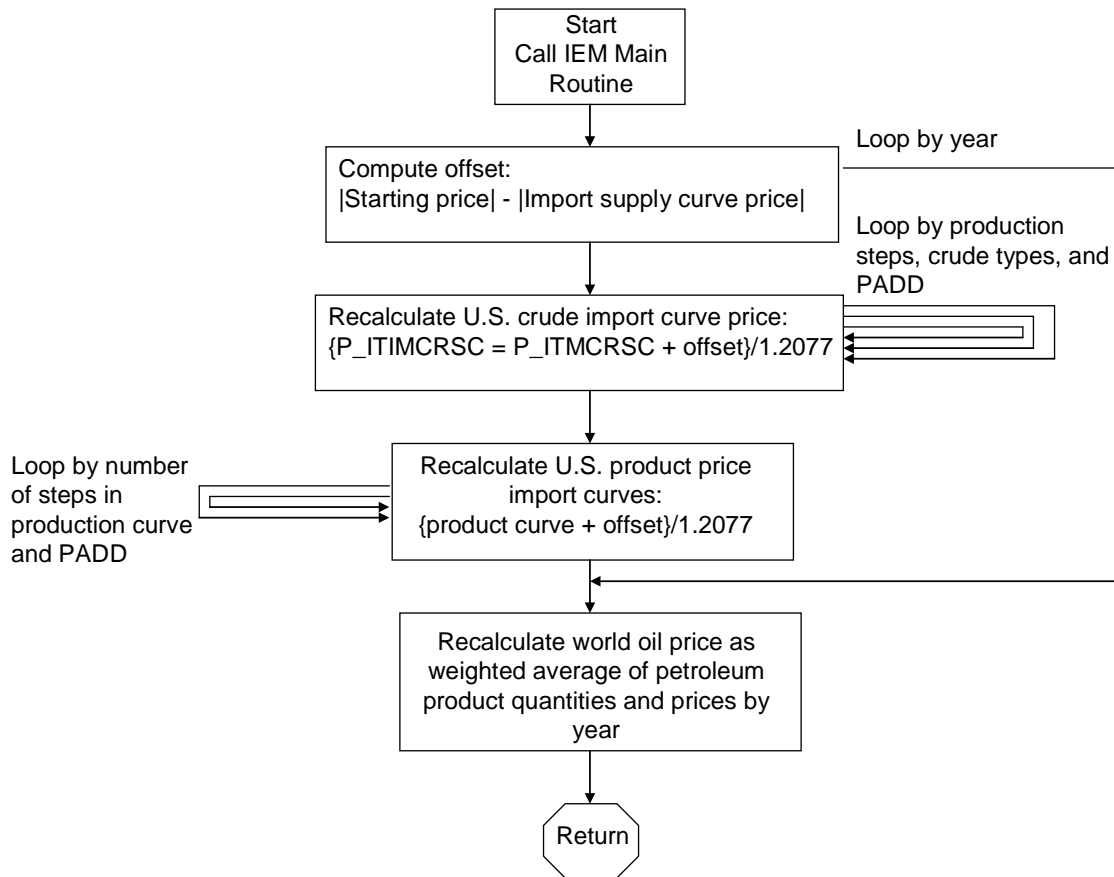 Start
Call IEM Main
Routine
Loop by year
Compute offset:
|Starting price| - |Import supply curve price|
Loop by production
steps, crude types, and
PADD
Recalculate U.S. crude import curve price:
{P_ITIMCRSC = P_ITMCRSC + offset}/1.2077
Loop by number
of steps in
production curve
and PADD
Recalculate U.S. product price
import curves:
{product curve + offset}/1.2077
Recalculate world oil price as
weighted average of petroleum
product quantities and prices by
year
Return